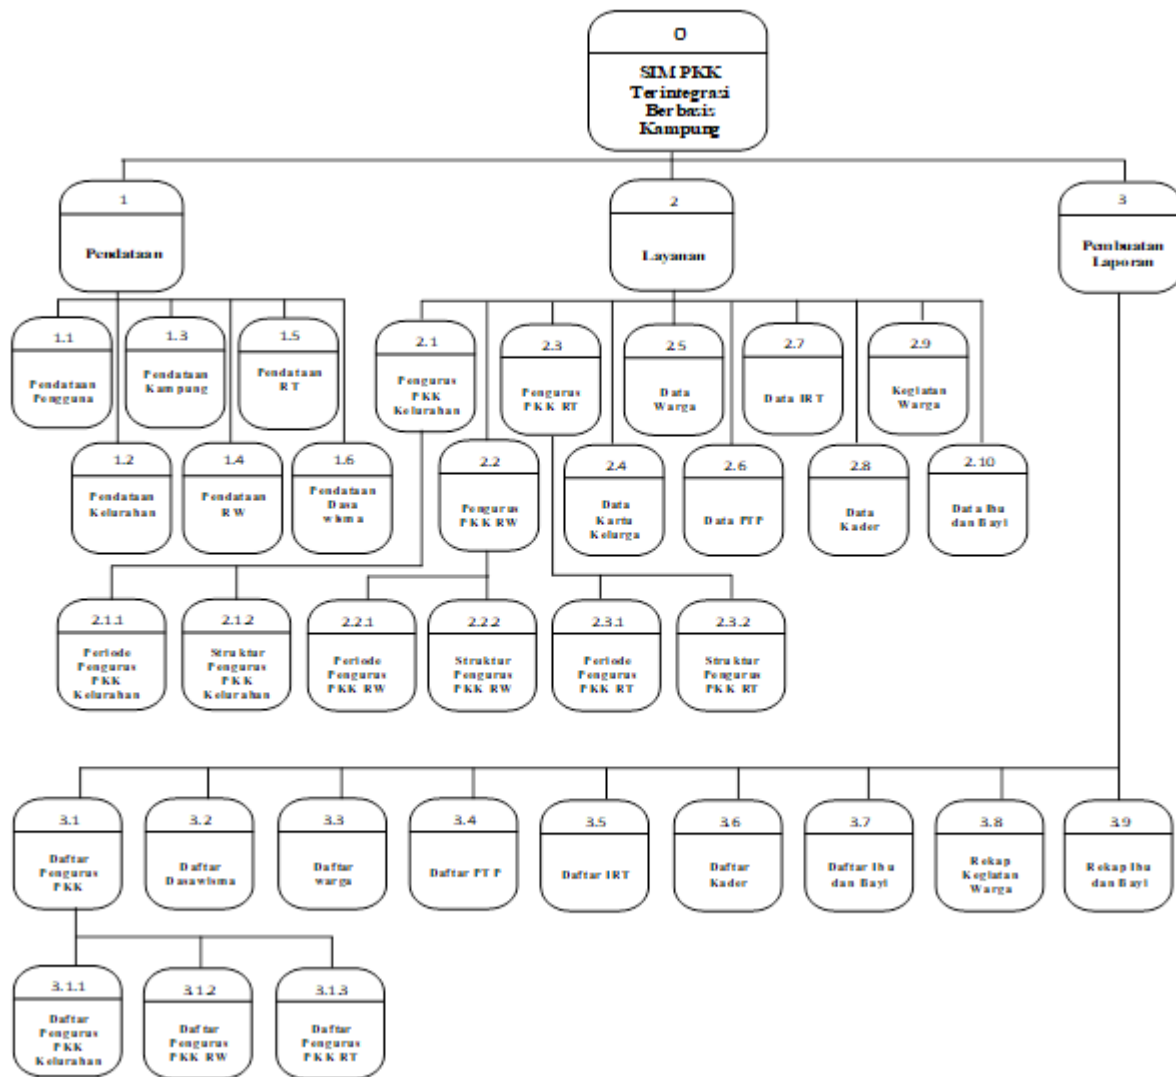 0
SIM PKK
Terintegrasi
Berbasis
Kampung
1
Pendataan
2
Layanan
3
Pembuatan
Laporan
1.1
Pendataan
Pengguna
1.3
Pendataan
Kampung
1.5
Pendataan
RT
2.1
Pengurus
PKK
Kelurahan
2.3
Pengurus
PKK RT
2.5
Data
Warga
2.7
Data IRT
2.9
Kegiatan
Warga
1.2
Pendataan
Kelurahan
1.4
Pendataan
RW
1.6
Pendataan
Dasa
wisma
2.2
Pengurus
PKK RW
2.4
Data
Kartu
Kelurga
2.6
Data PTP
2.8
Data
Kader
2.10
Data Ibu
dan Bayi
2.1.1
Periode
Pengurus
PKK
Kelurahan
2.1.2
Struktur
Pengurus
PKK
Kelurahan
2.2.1
Periode
Pengurus
PKK RW
2.2.2
Struktur
Pengurus
PKK RW
2.3.1
Periode
Pengurus
PKK RT
2.3.2
Struktur
Pengurus
PKK RT
3.1
Daftar
Pengurus
PKK
3.2
Daftar
Dasawisma
3.3
Daftar
warga
3.4
Daftar PTP
3.5
Daftar IRT
3.6
Daftar
Kader
3.7
Daftar Ibu
dan Bayi
3.8
Rekap
Kegiatan
Warga
3.9
Rekap Ibu
dan Bayi
3.1.1
Daftar
Pengurus
PKK
Kelurahan
3.1.2
Daftar
Pengurus
PKK RW
3.1.3
Daftar
Pengurus
PKK RT